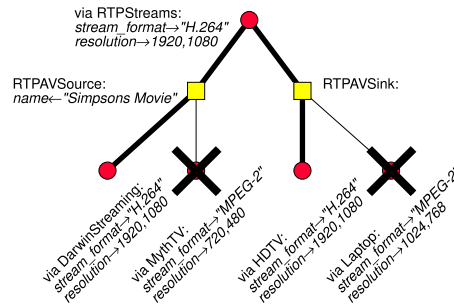 via RTPStreams:
stream_format→"H.264"
resolution→1920,1080
RTPAVSource:
name←"Simpsons Movie"
RTPAVSink:
via DarwinStreaming:
stream_format→"H.264"
resolution→1920,1080
via MythTV:
stream_format→"MPEG-2"
resolution→720,480
via HDTV:
stream_format→"H.264"
resolution→1920,1080
via Laptop:
stream_format→"MPEG-2"
resolution→1024,768